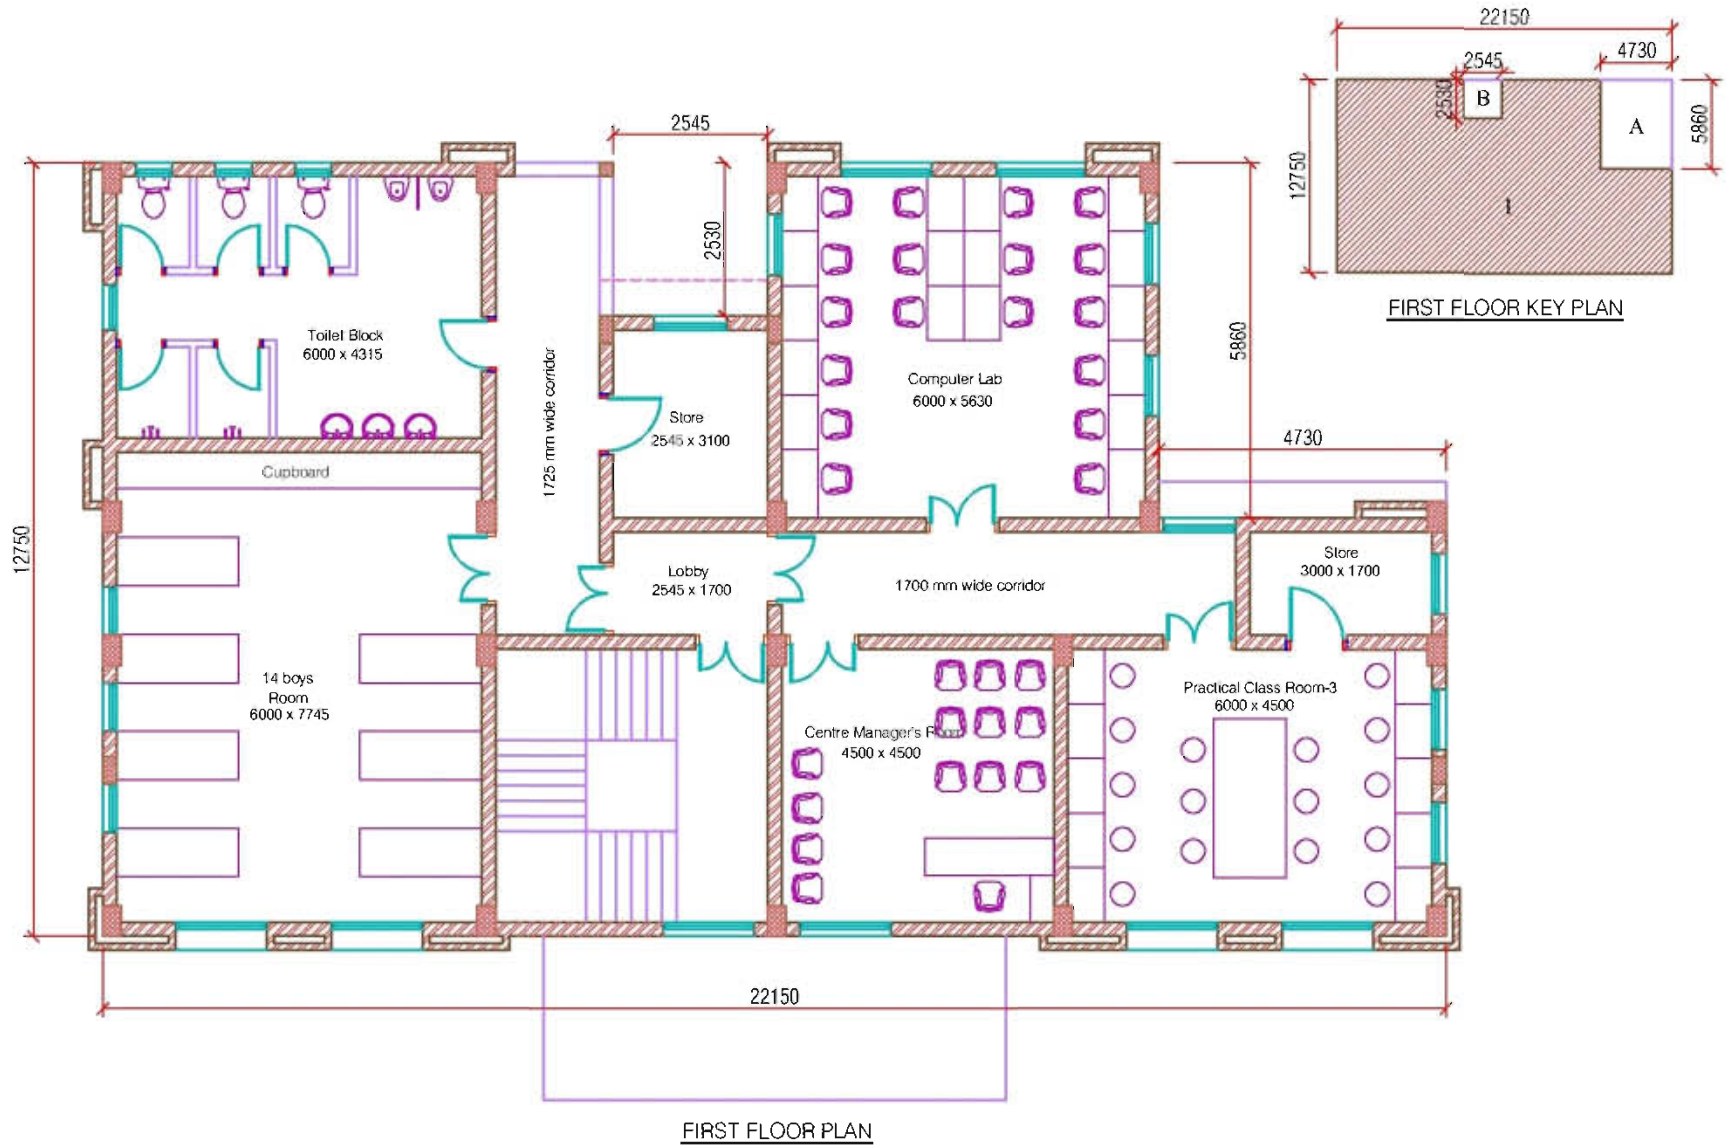 22150
4730
2545
2530
B
A
5860
12750
1
FIRST FLOOR KEY PLAN
2545
2530
5860
4730
12750
Toilet Block
6000 x 4315
1725 mm wide corridor
Store
2545 x 3100
Computer Lab
6000 x 5630
Cupboard
Lobby
2545 x 1700
1700 mm wide corridor
Store
3000 x 1700
14 boys
Room
6000 x 7745
Centre Manager's Room
4500 x 4500
Practical Class Room-3
6000 x 4500
22150
FIRST FLOOR PLAN